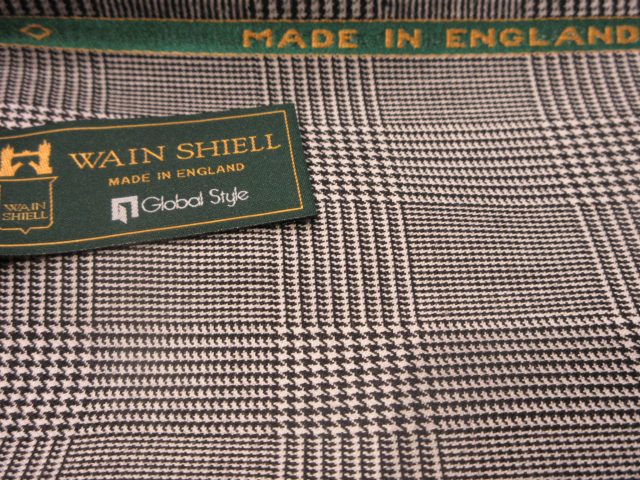 MADE IN ENGLAND
WAIN SHIELL
MADE IN ENGLAND
Global Style
WAIN
SHIELL